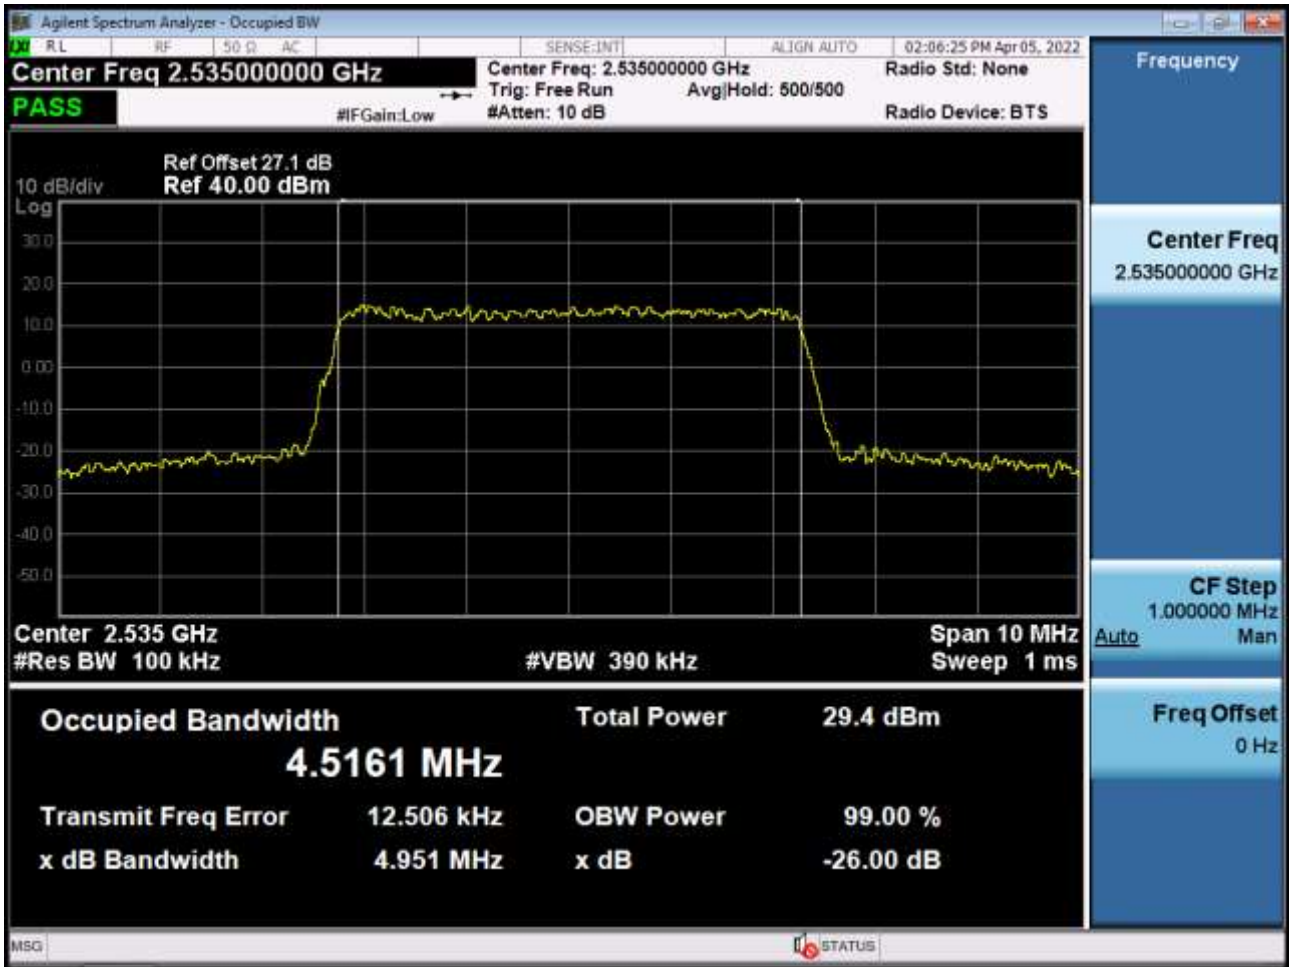 Agilent Spectrum Analyzer - Occupied BW
RL RF 50 Ω AC SENSE:INT ALIGN AUTO 02:06:25 PM Apr 05, 2022
Center Freq 2.535000000 GHz
Center Freq: 2.535000000 GHz
Radio Std: None
Trig: Free Run Avg|Hold: 500/500
PASS
#IFGain:Low
#Atten: 10 dB
Radio Device: BTS
Ref Offset 27.1 dB
10 dB/div Ref 40.00 dBm
Log
30.0
20.0
10.0
0.00
-10.0
-20.0
-30.0
-40.0
-50.0
Center 2.535 GHz Span 10 MHz
#Res BW 100 kHz #VBW 390 kHz Sweep 1 ms
Occupied Bandwidth Total Power 29.4 dBm
4.5161 MHz
Transmit Freq Error 12.506 kHz OBW Power 99.00 %
x dB Bandwidth 4.951 MHz x dB -26.00 dB
MSG STATUS
Frequency
Center Freq
2.535000000 GHz
CF Step
1.000000 MHz
Auto Man
Freq Offset
0 Hz